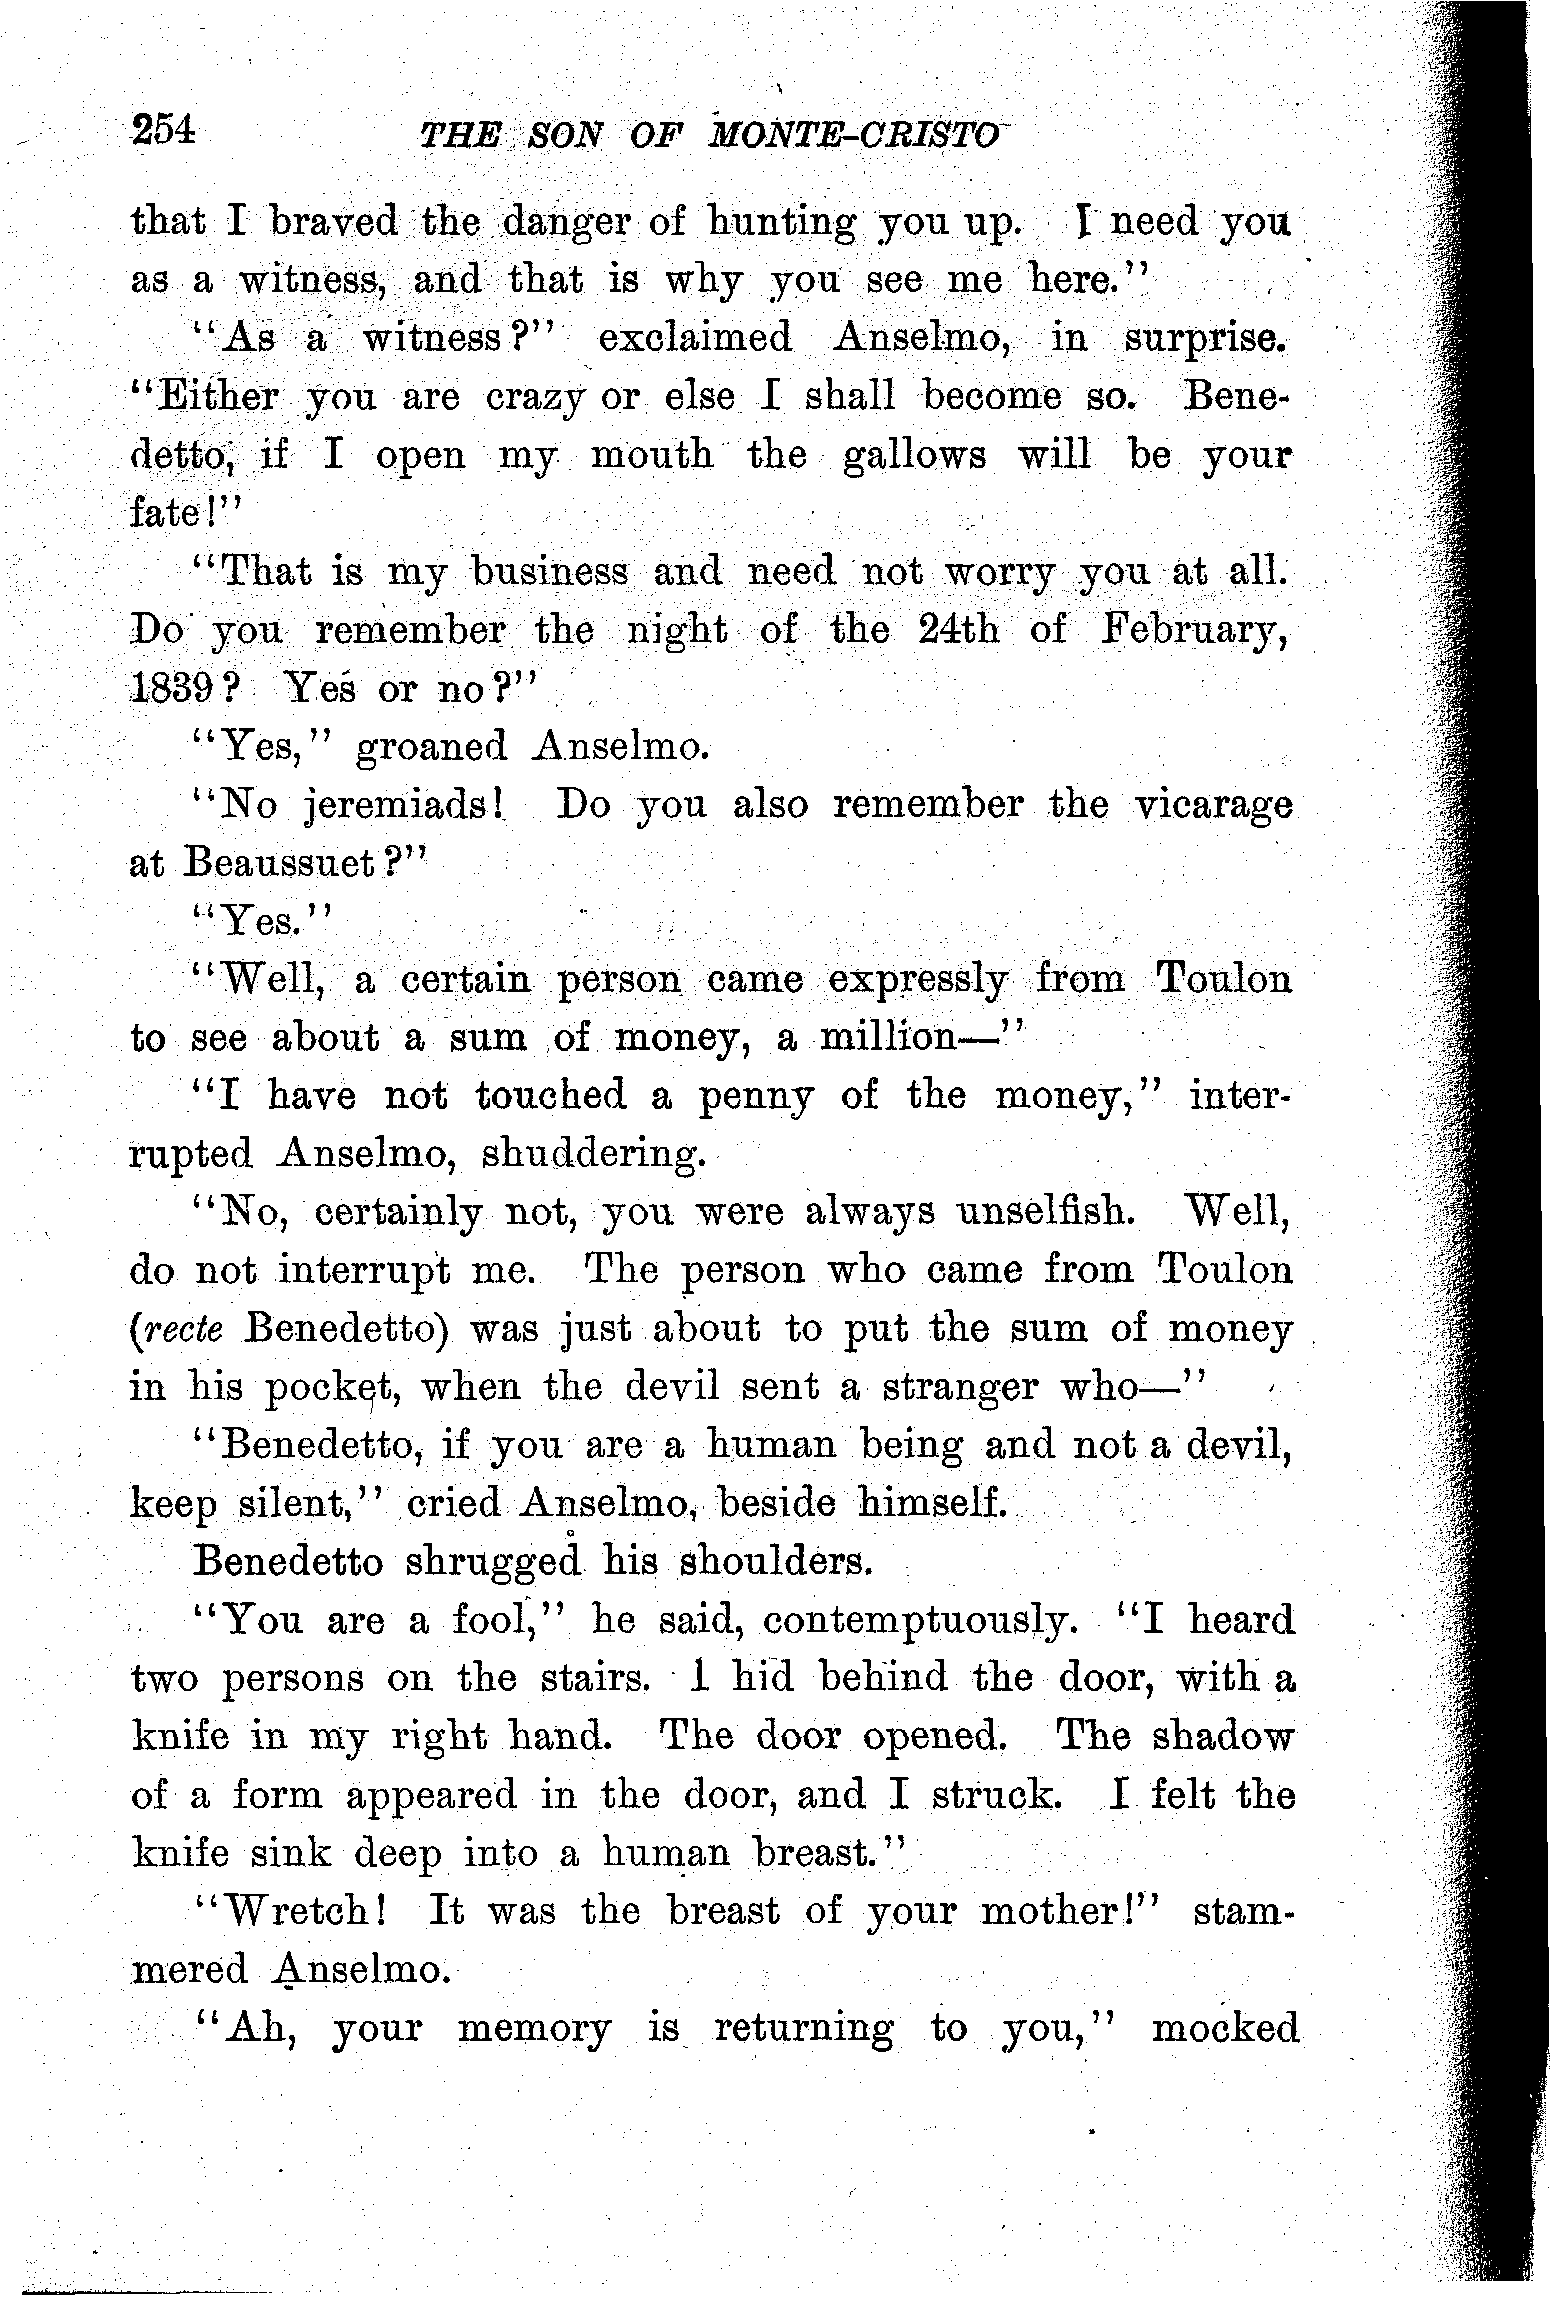 254 THE SON OF MONTE-CRISTO
that I braved the danger of hunting you up. I need you
as a witness, and that is why you see me here."
"As a witness?" exclaimed Anselmo, in surprise.
"Either you are crazy or else I shall become so. Bene-
detto, if I open my mouth the gallows will be your
fate!"
"That is my business and need not worry you at all.
Do you remember the night of the 24th of February,
1839? Yes or no?"
"Yes," groaned Anselmo.
"No jeremiads! Do you also remember the vicarage
at Beaussuet?"
"Yes."
"Well, a certain person came expressly from Toulon
to see about a sum of money, a million—"
"I have not touched a penny of the money," inter-
rupted Anselmo, shuddering.
"No, certainly not, you were always unselfish. Well,
do not interrupt me. The person who came from Toulon
(recte Benedetto) was just about to put the sum of money
in his pocket, when the devil sent a stranger who—"
"Benedetto, if you are a human being and not a devil,
keep silent," cried Anselmo, beside himself.
Benedetto shrugged his shoulders.
"You are a fool," he said, contemptuously. "I heard
two persons on the stairs. I hid behind the door, with a
knife in my right hand. The door opened. The shadow
of a form appeared in the door, and I struck. I felt the
knife sink deep into a human breast."
"Wretch! It was the breast of your mother!" stam-
mered Anselmo.
"Ah, your memory is returning to you," mocked